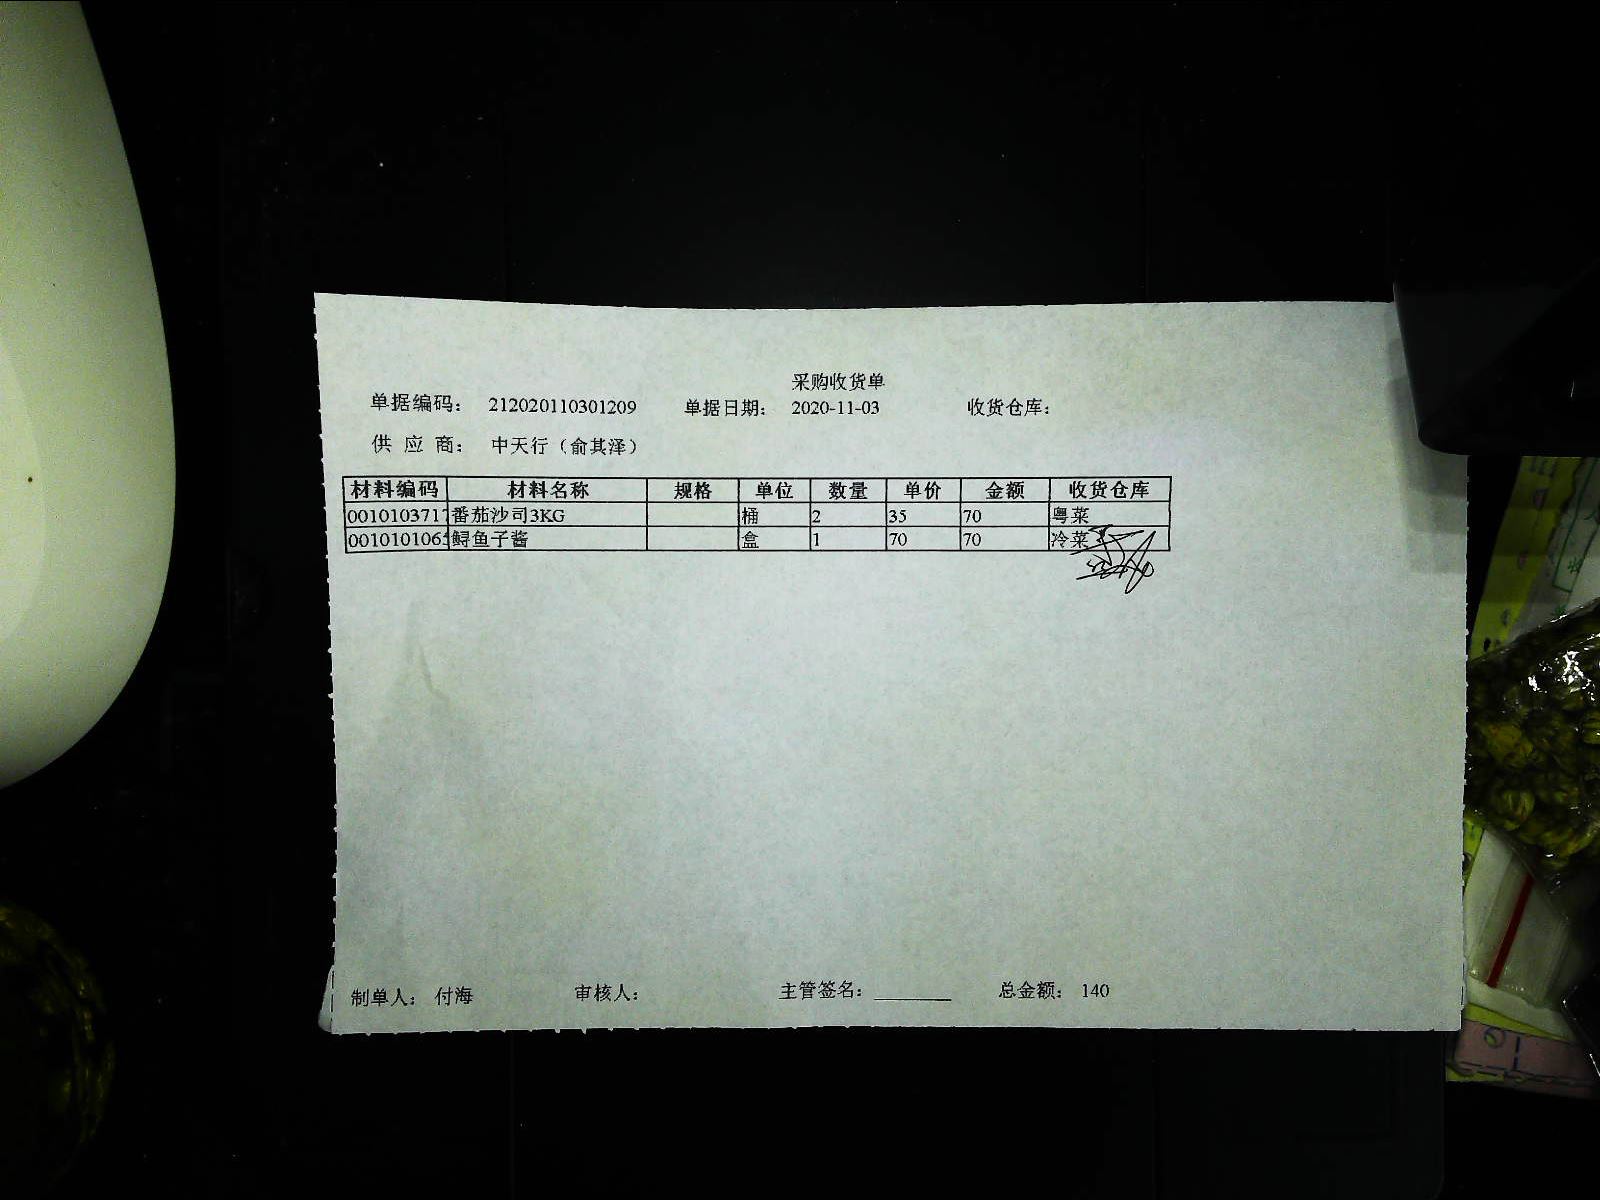 采购收货单
单据编码： 212020110301209 单据日期： 2020-11-03 收货仓库：
供 应 商： 中天行（俞其泽）
材料编码 材料名称 规格 单位 数量 单价 金额 收货仓库
0010103717 番茄沙司3KG 桶 2 35 70 粤菜
001010106 鲟鱼子酱 盒 1 70 70 冷菜
制单人： 付海 审核人： 主管签名： ________ 总金额： 140